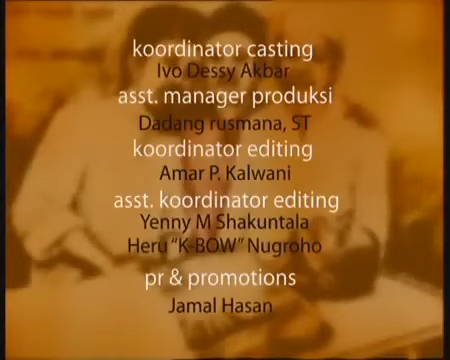 koordinator casting
Ivo Dessy Akbar
asst. manager produksi
Dadang rusmana, ST
koordinator editing
Amar P. Kalwani
asst. koordinator editing
Yenny M Shakuntala
Heru “K-BOW” Nugroho
pr & promotions
Jamal Hasan